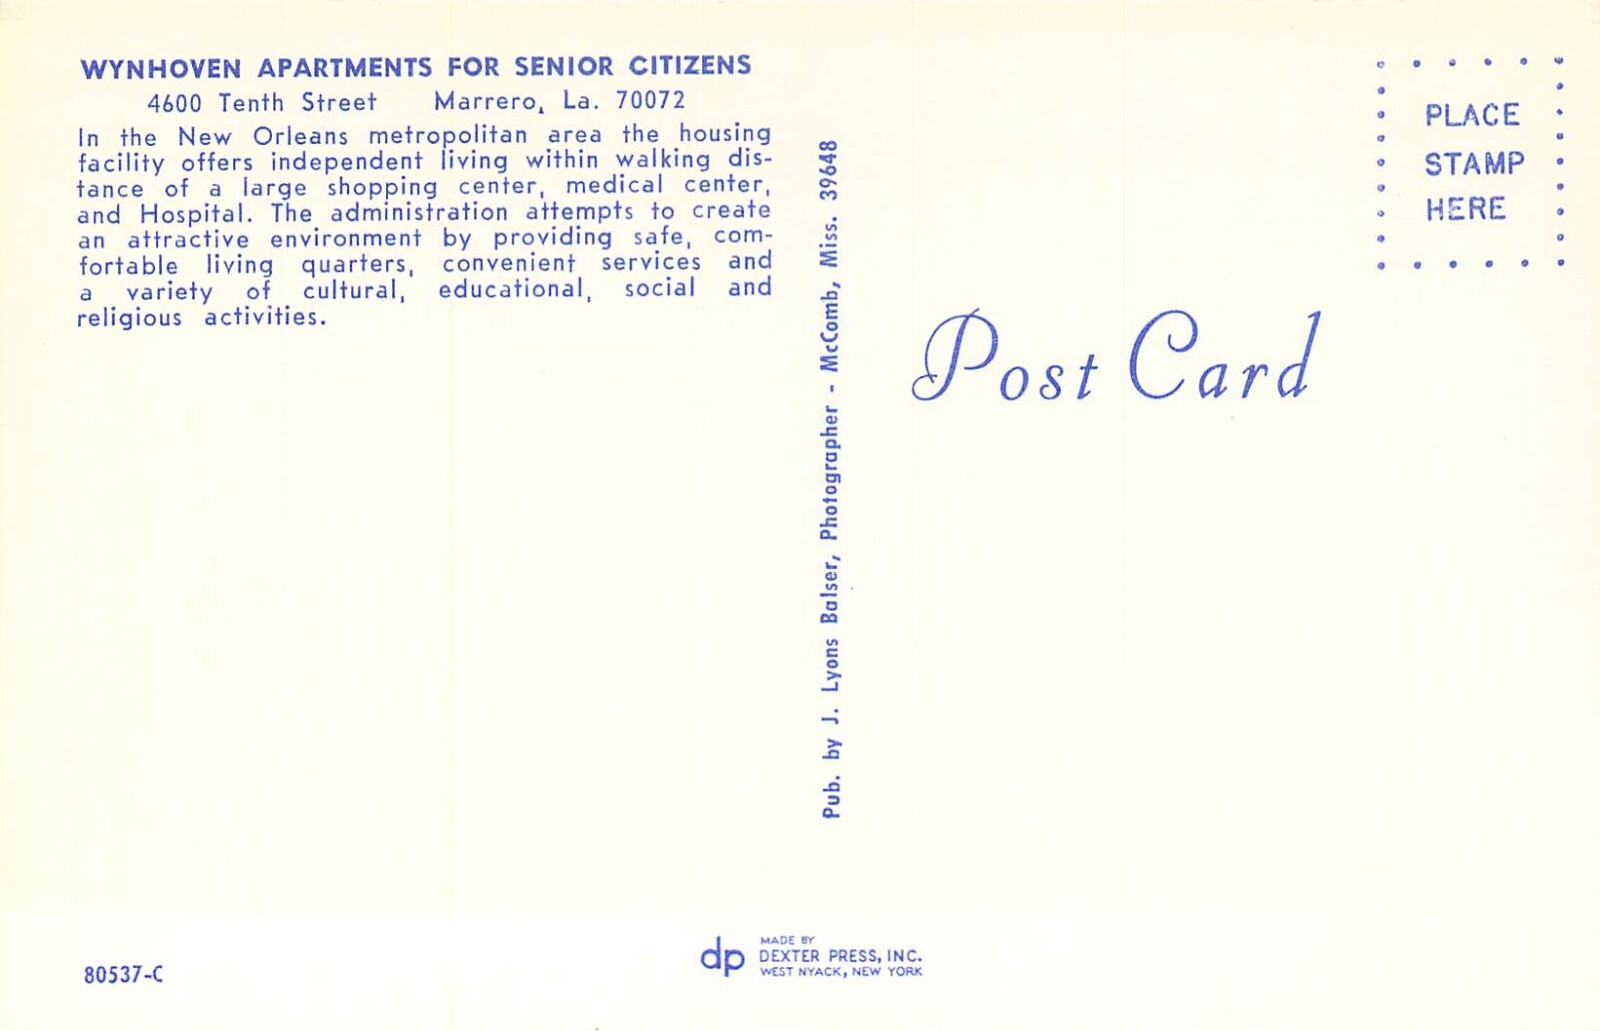 WYNHOVEN APARTMENTS FOR SENIOR CITIZENS
4600 Tenth Street Marrero, La. 70072
In the New Orleans metropolitan area the housing
facility offers independent living within walking dis-
tance of a large shopping center, medical center,
and Hospital. The administration attempts to create
an attractive environment by providing safe, com-
fortable living quarters, convenient services and
a variety of cultural, educational, social and
religious activities.
Pub. by J. Lyons Balser, Photographer - McComb, Miss. 39648
PLACE
STAMP
HERE
Post Card
80537-C
dp
MADE BY
DEXTER PRESS, INC.
WEST NYACK, NEW YORK